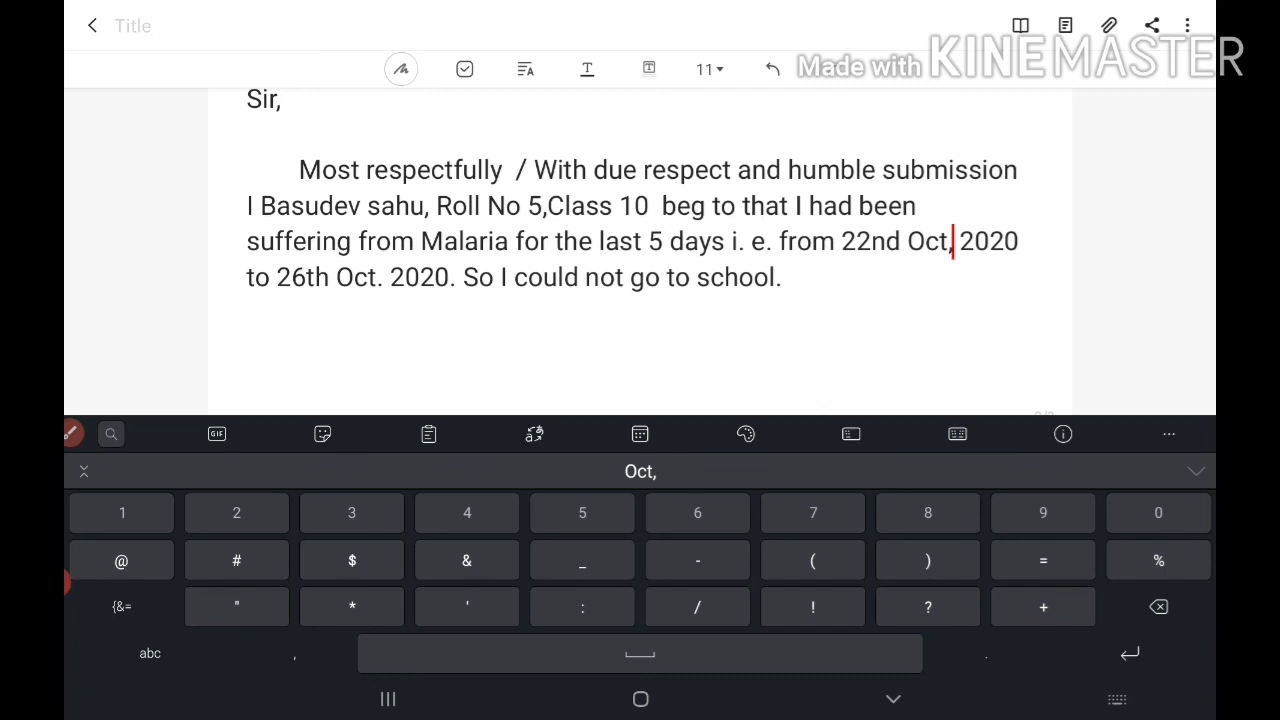 Title
11
Made with KINEMASTER
Sir,
Most respectfully / With due respect and humble submission
I Basudev sahu, Roll No 5,Class 10 beg to that I had been
suffering from Malaria for the last 5 days i. e. from 22nd Oct, 2020
to 26th Oct. 2020. So I could not go to school.
GIF
Oct,
1 2 3 4 5 6 7 8 9 0
@ # $ & _ - ( ) = %
{&= " * ' : / ! ? +
abc , .